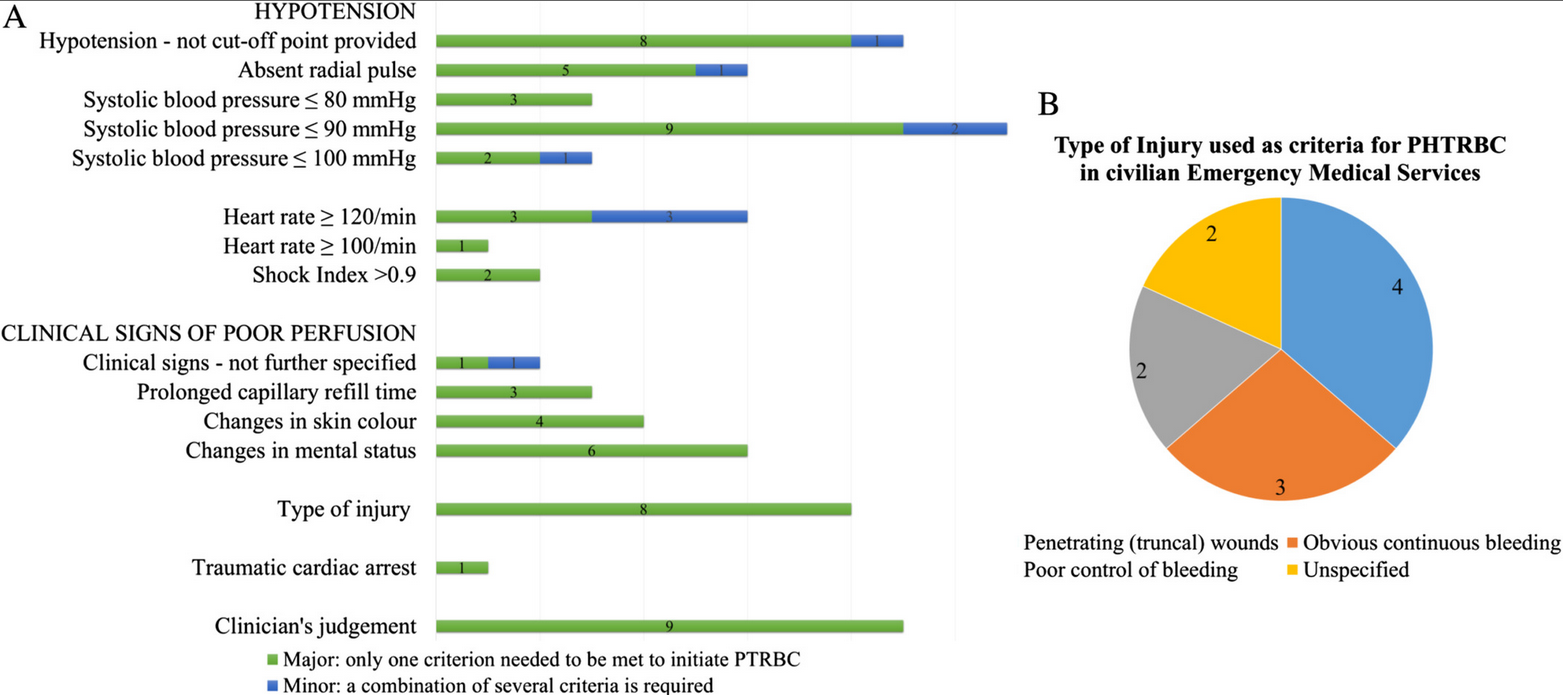 A
HYPOTENSION
Hypotension - not cut-off point provided 8 1
Absent radial pulse 5 1
Systolic blood pressure ≤ 80 mmHg 3
Systolic blood pressure ≤ 90 mmHg 9 2
Systolic blood pressure ≤ 100 mmHg 2 1
Heart rate ≥ 120/min 3 3
Heart rate ≥ 100/min 1
Shock Index >0.9 2
CLINICAL SIGNS OF POOR PERFUSION
Clinical signs - not further specified 1 1
Prolonged capillary refill time 3
Changes in skin colour 4
Changes in mental status 6
Type of injury 8
Traumatic cardiac arrest 1
Clinician's judgement 9
Major: only one criterion needed to be met to initiate PTRBC
Minor: a combination of several criteria is required
B
Type of Injury used as criteria for PHTRBC
in civilian Emergency Medical Services
2
4
2
3
Penetrating (truncal) wounds Obvious continuous bleeding
Poor control of bleeding Unspecified